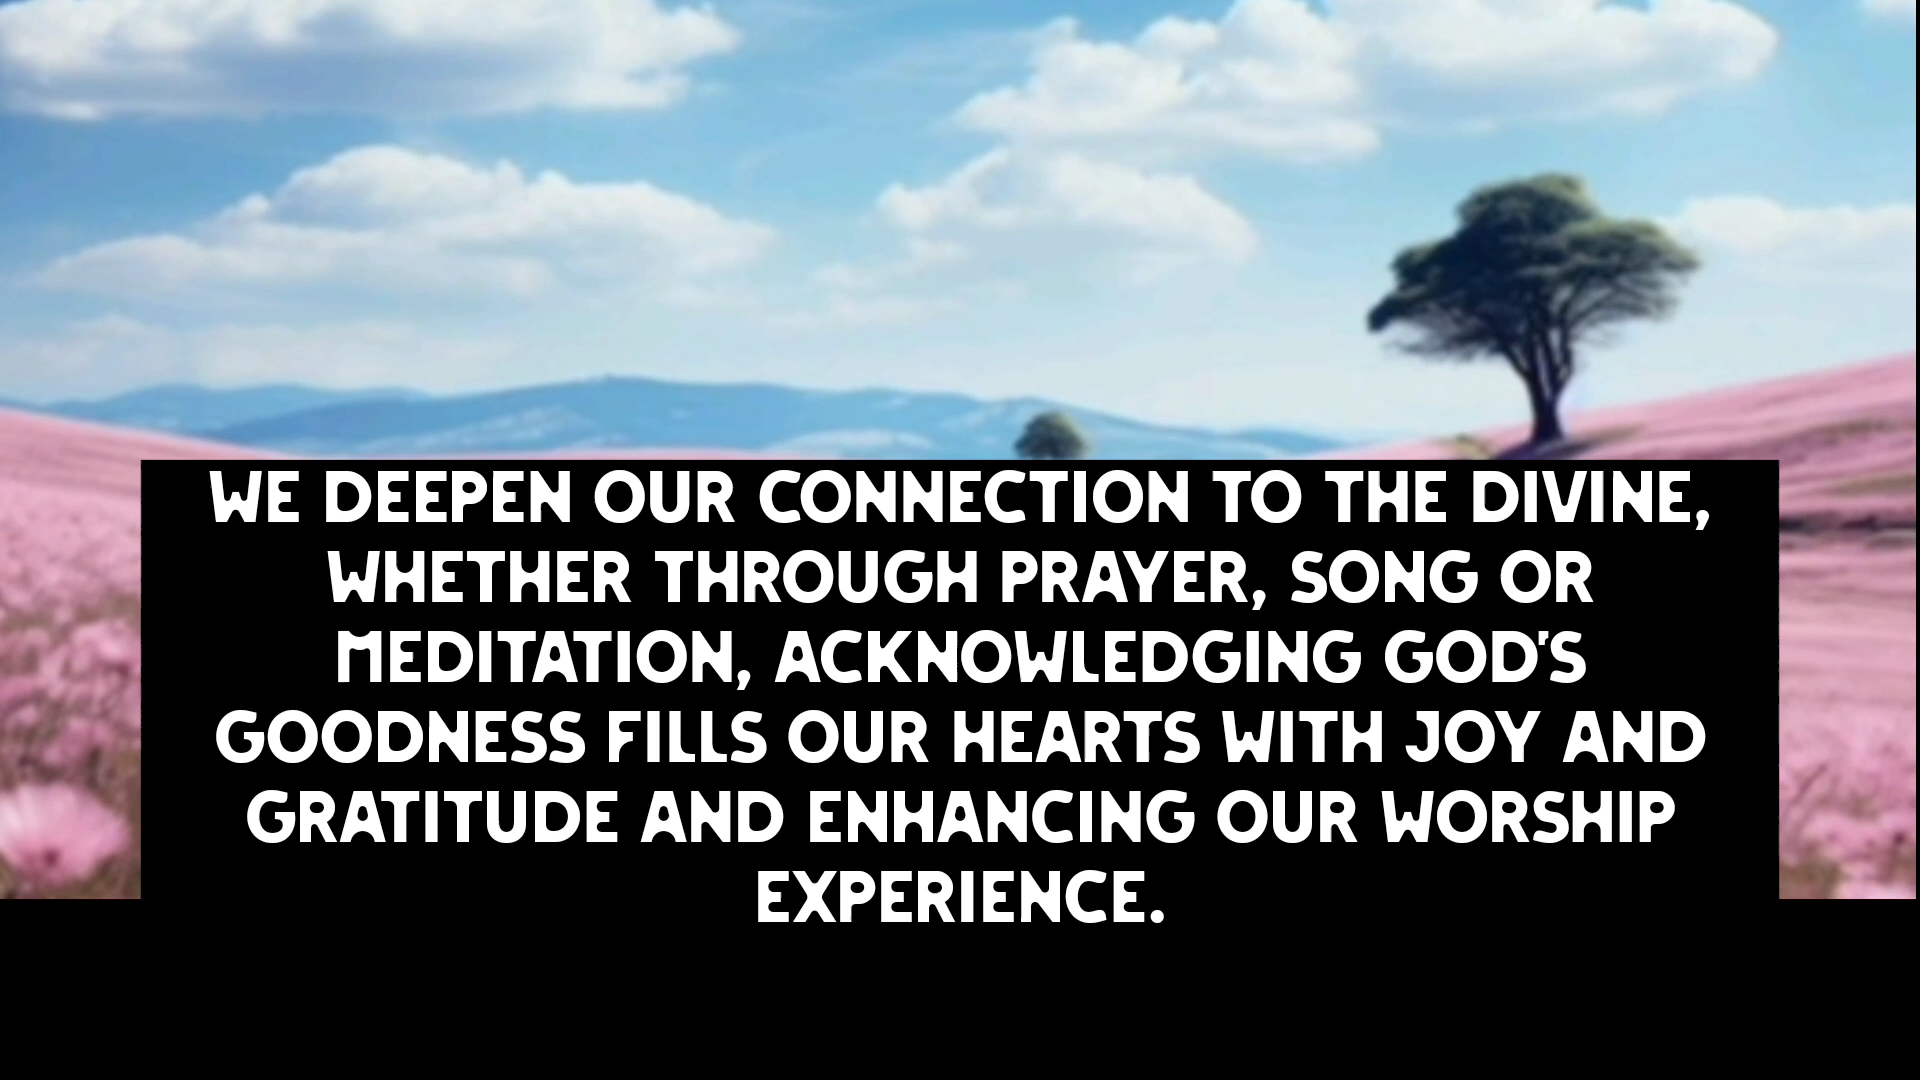 WE DEEPEN OUR CONNECTION TO THE DIVINE,
WHETHER THROUGH PRAYER, SONG OR
MEDITATION, ACKNOWLEDGING GOD'S
GOODNESS FILLS OUR HEARTS WITH JOY AND
GRATITUDE AND ENHANCING OUR WORSHIP
EXPERIENCE.